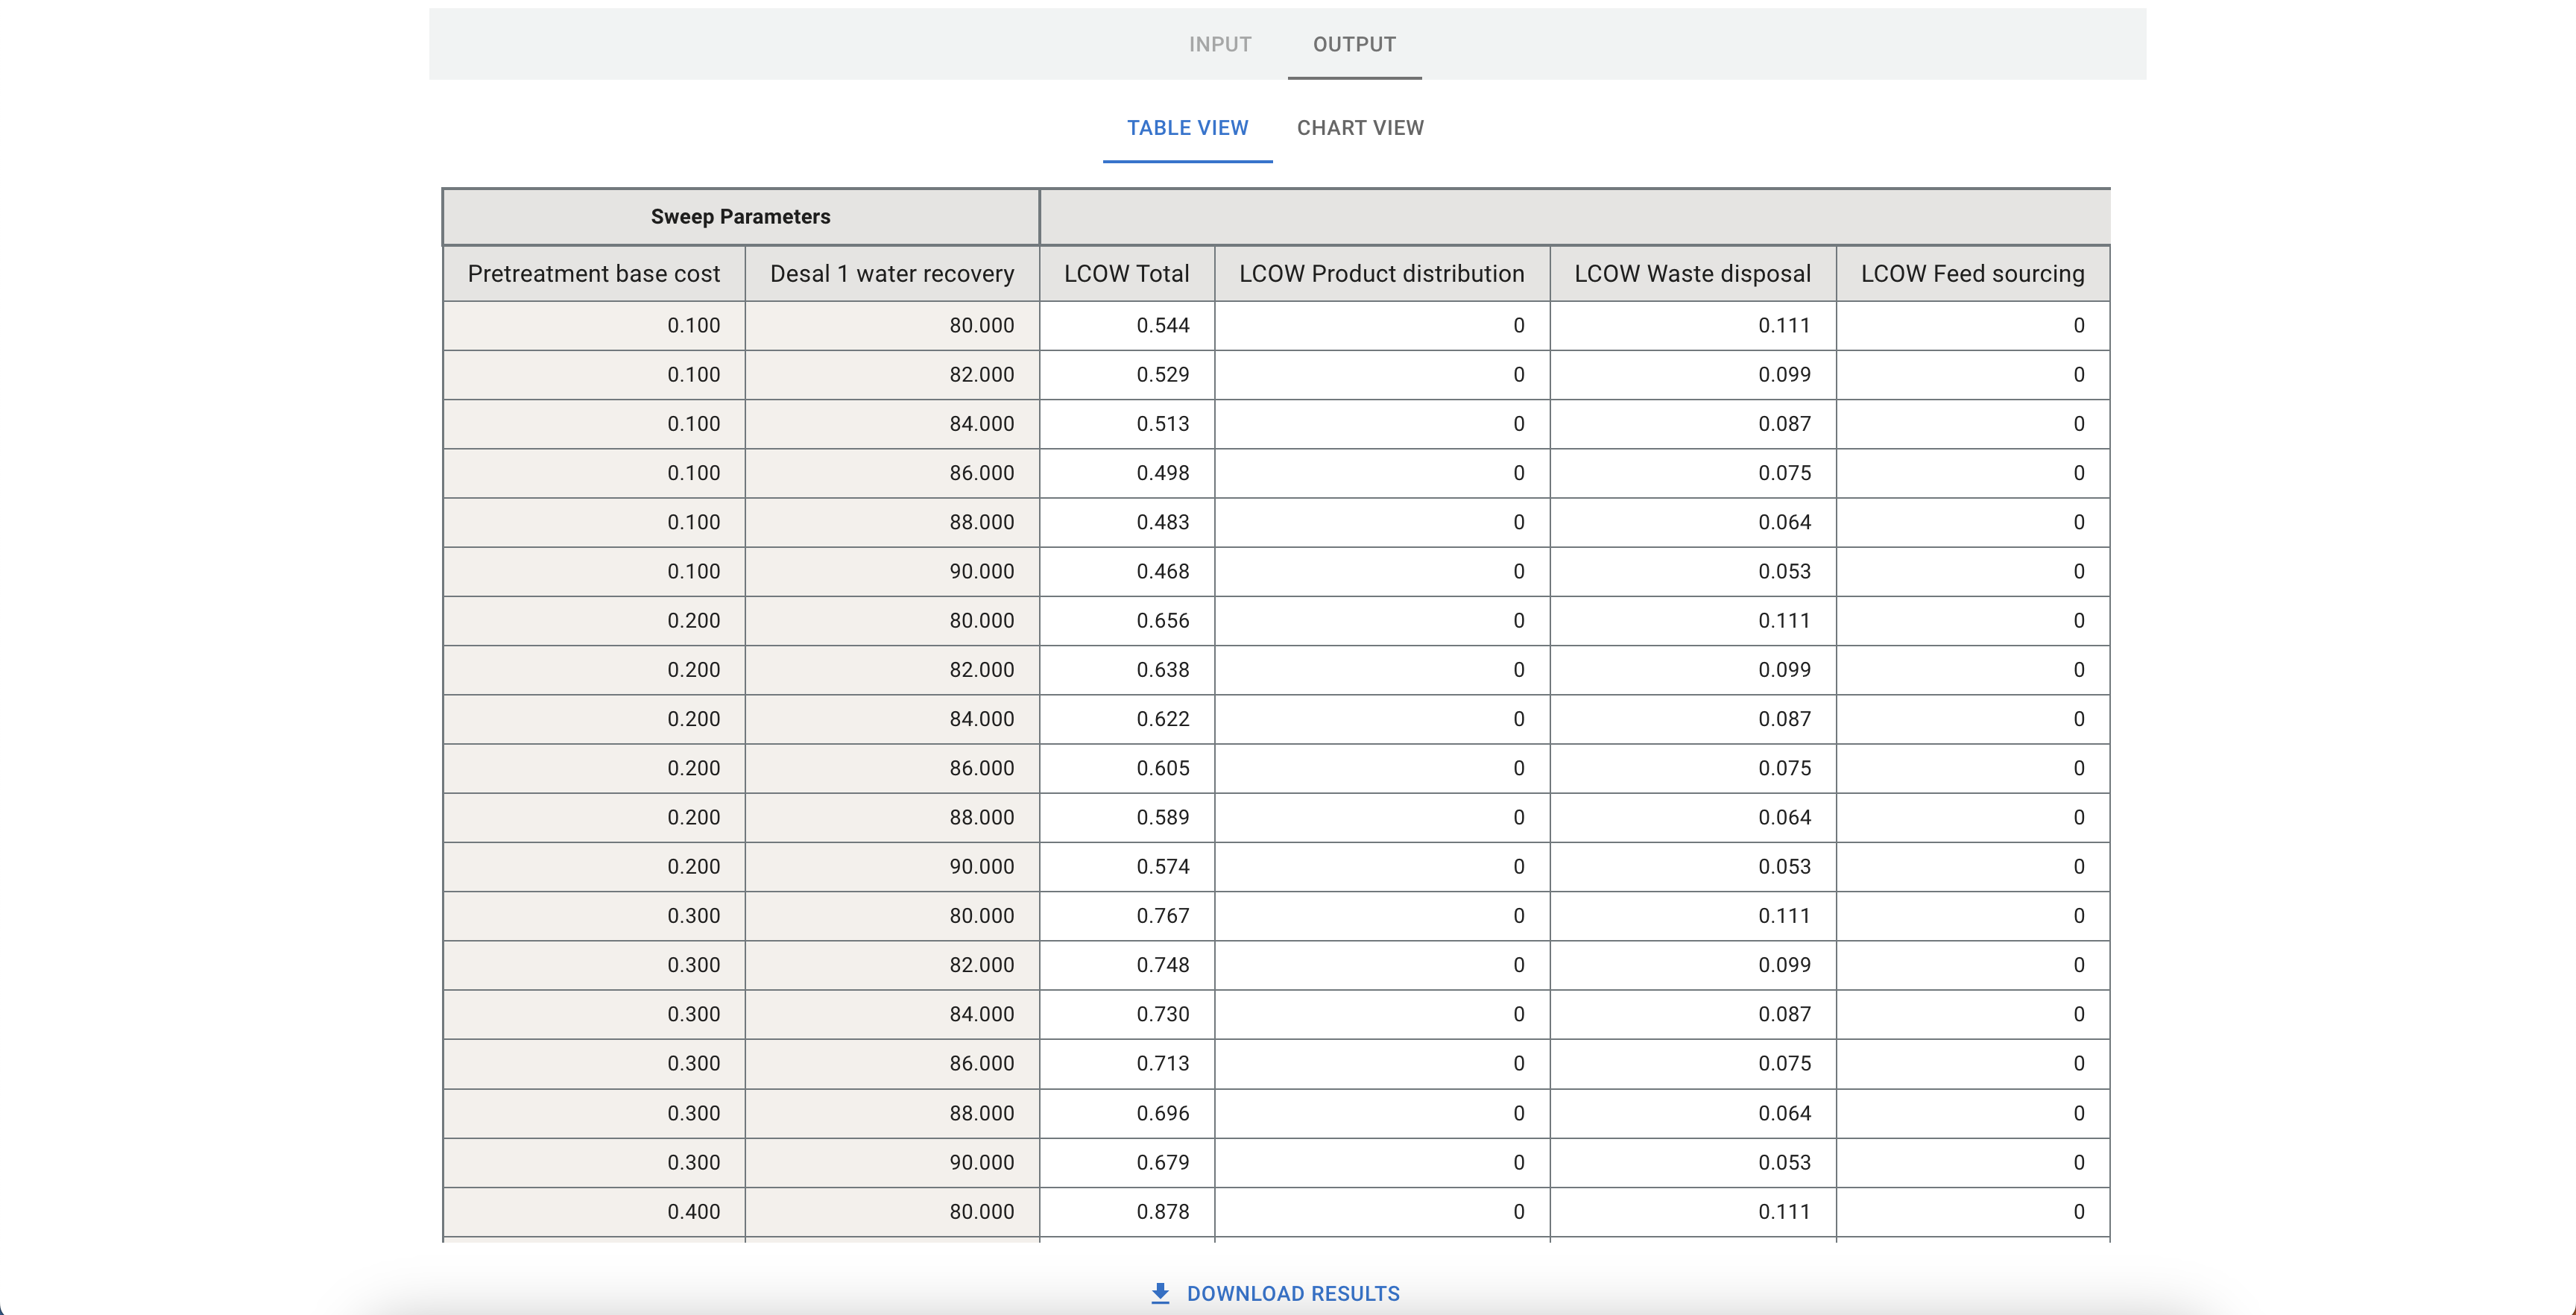 INPUT OUTPUT
TABLE VIEW CHART VIEW
Sweep Parameters
Pretreatment base cost Desal 1 water recovery LCOW Total LCOW Product distribution LCOW Waste disposal LCOW Feed sourcing
0.100 80.000 0.544 0 0.111 0
0.100 82.000 0.529 0 0.099 0
0.100 84.000 0.513 0 0.087 0
0.100 86.000 0.498 0 0.075 0
0.100 88.000 0.483 0 0.064 0
0.100 90.000 0.468 0 0.053 0
0.200 80.000 0.656 0 0.111 0
0.200 82.000 0.638 0 0.099 0
0.200 84.000 0.622 0 0.087 0
0.200 86.000 0.605 0 0.075 0
0.200 88.000 0.589 0 0.064 0
0.200 90.000 0.574 0 0.053 0
0.300 80.000 0.767 0 0.111 0
0.300 82.000 0.748 0 0.099 0
0.300 84.000 0.730 0 0.087 0
0.300 86.000 0.713 0 0.075 0
0.300 88.000 0.696 0 0.064 0
0.300 90.000 0.679 0 0.053 0
0.400 80.000 0.878 0 0.111 0
DOWNLOAD RESULTS